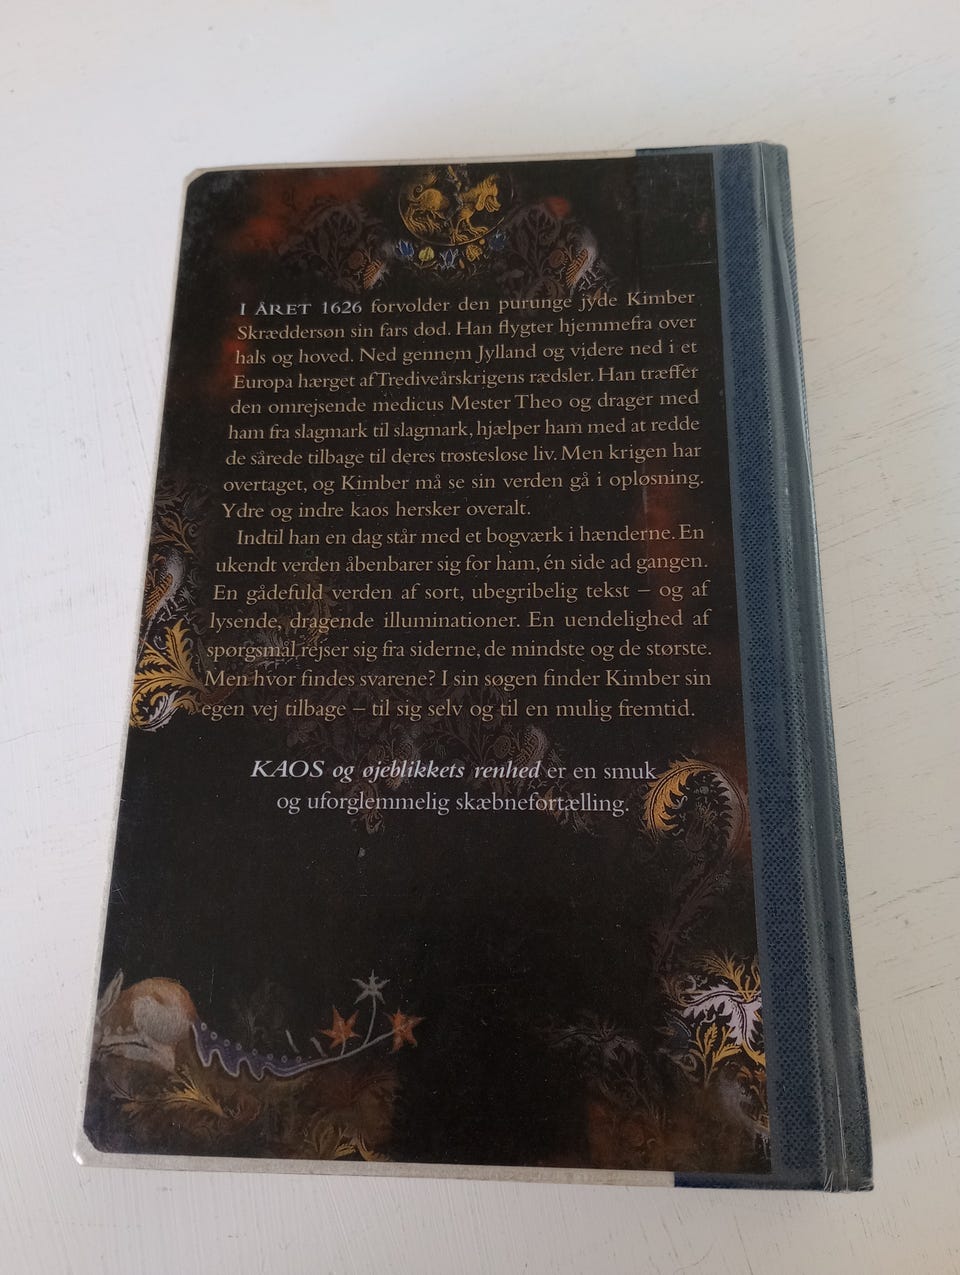 I ÅRET 1626 forvolder den purunge jyde Kimber
Skræddersøn sin fars død. Han flygter hjemmefra over
hals og hoved. Ned gennem Jylland og videre ned i et
Europa hærget af Trediveårskrigens rædsler. Han træffer
den omrejsende medicus Mester Theo og drager med
ham fra slagmark til slagmark, hjælper ham med at redde
de sårede tilbage til deres trøstesløse liv. Men krigen har
overtaget, og Kimber må se sin verden gå i opløsning.
Ydre og indre kaos hersker overalt.
Indtil han en dag står med et bogværk i hænderne. En
ukendt verden åbenbarer sig for ham, én side ad gangen.
En gådefuld verden af sort, ubegribelig tekst – og af
lysende, dragende illuminationer. En uendelighed af
spørgsmål rejser sig fra siderne, de mindste og de største.
Men hvor findes svarene? I sin søgen finder Kimber sin
egen vej tilbage – til sig selv og til en mulig fremtid.
KAOS og øjeblikkets renhed er en smuk
og uforglemmelig skæbnefortælling.